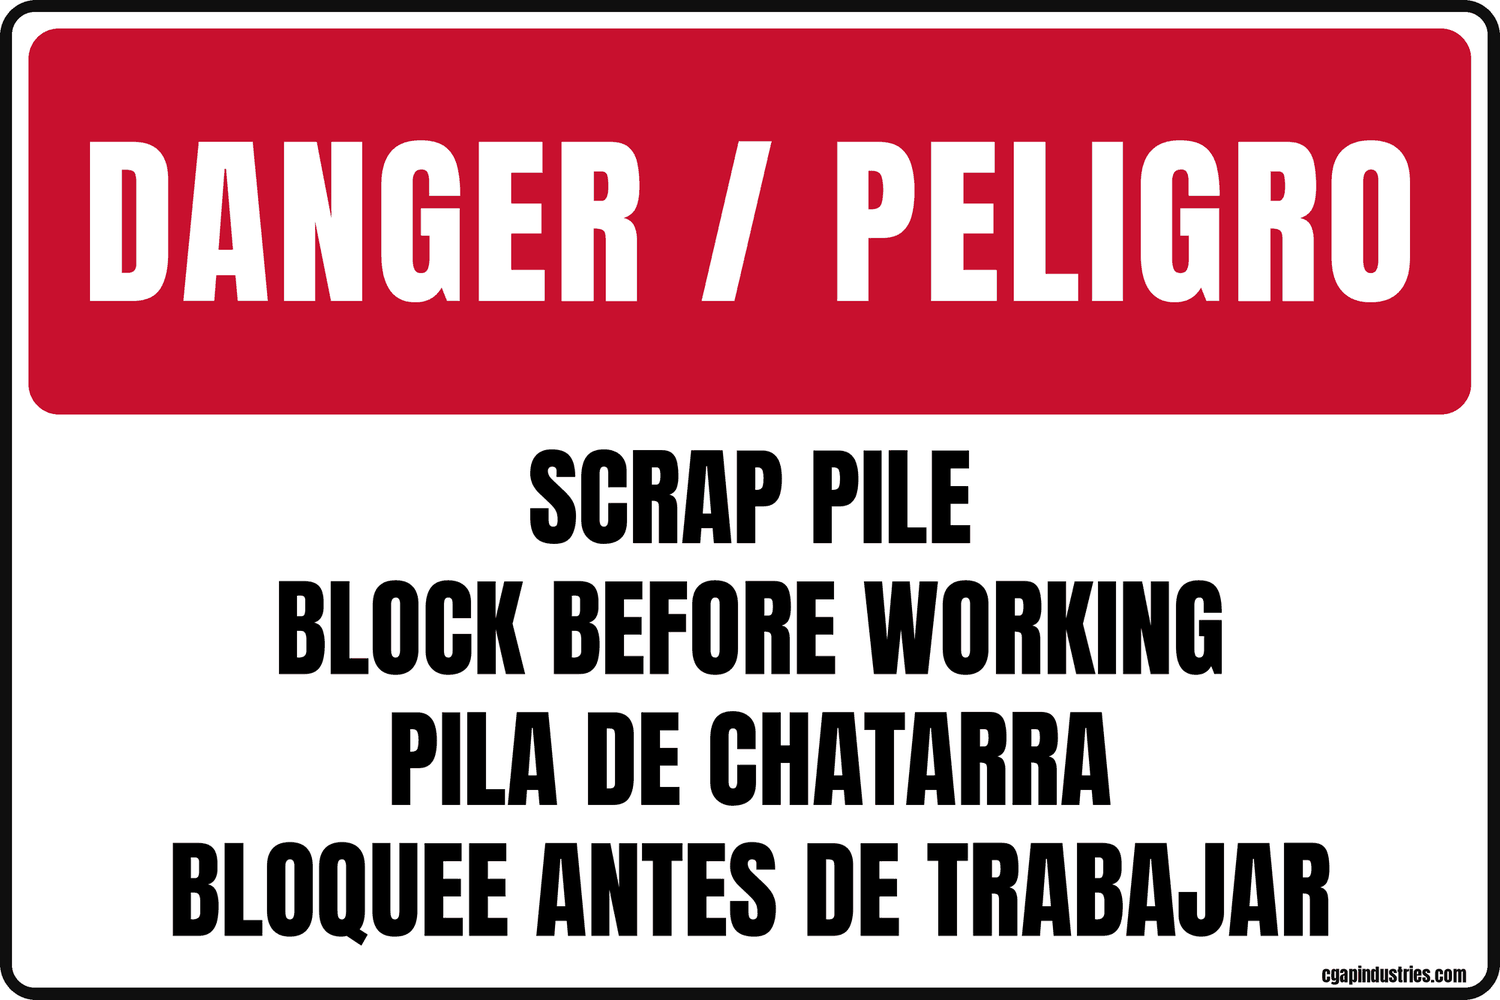 DANGER / PELIGRO
SCRAP PILE
BLOCK BEFORE WORKING
PILA DE CHATARRA
BLOQUEE ANTES DE TRABAJAR
cgapindustries.com